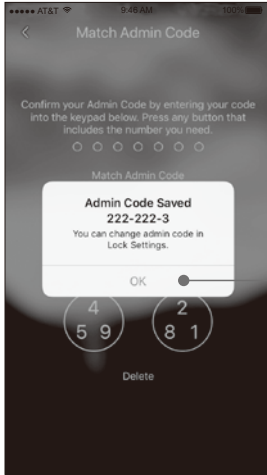 AT&T 9:46 AM 100%
Match Admin Code
Confirm your Admin Code by entering your code
into the keypad below. Press any button that
includes the number you need.
Match Admin Code
Admin Code Saved
222-222-3
You can change admin code in
Lock Settings.
OK
4 2
5 9 8 1
Delete